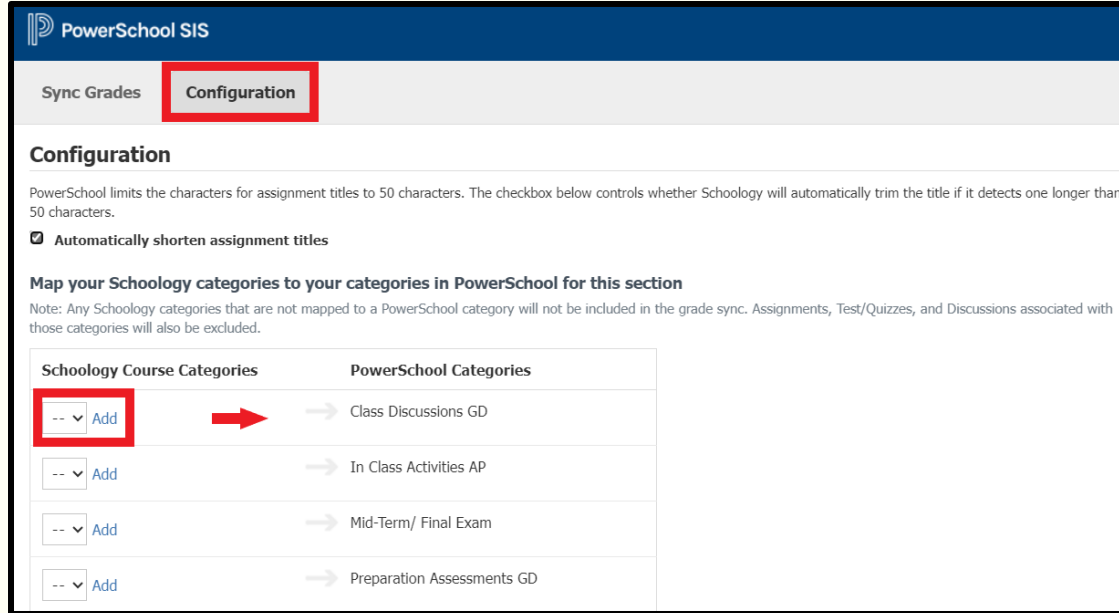 PowerSchool SIS
Sync Grades Configuration
Configuration
PowerSchool limits the characters for assignment titles to 50 characters. The checkbox below controls whether Schoology will automatically trim the title if it detects one longer than
50 characters.
Automatically shorten assignment titles
Map your Schoology categories to your categories in PowerSchool for this section
Note: Any Schoology categories that are not mapped to a PowerSchool category will not be included in the grade sync. Assignments, Test/Quizzes, and Discussions associated with
those categories will also be excluded.
Schoology Course Categories PowerSchool Categories
-- Add Class Discussions GD
-- Add In Class Activities AP
-- Add Mid-Term/ Final Exam
-- Add Preparation Assessments GD